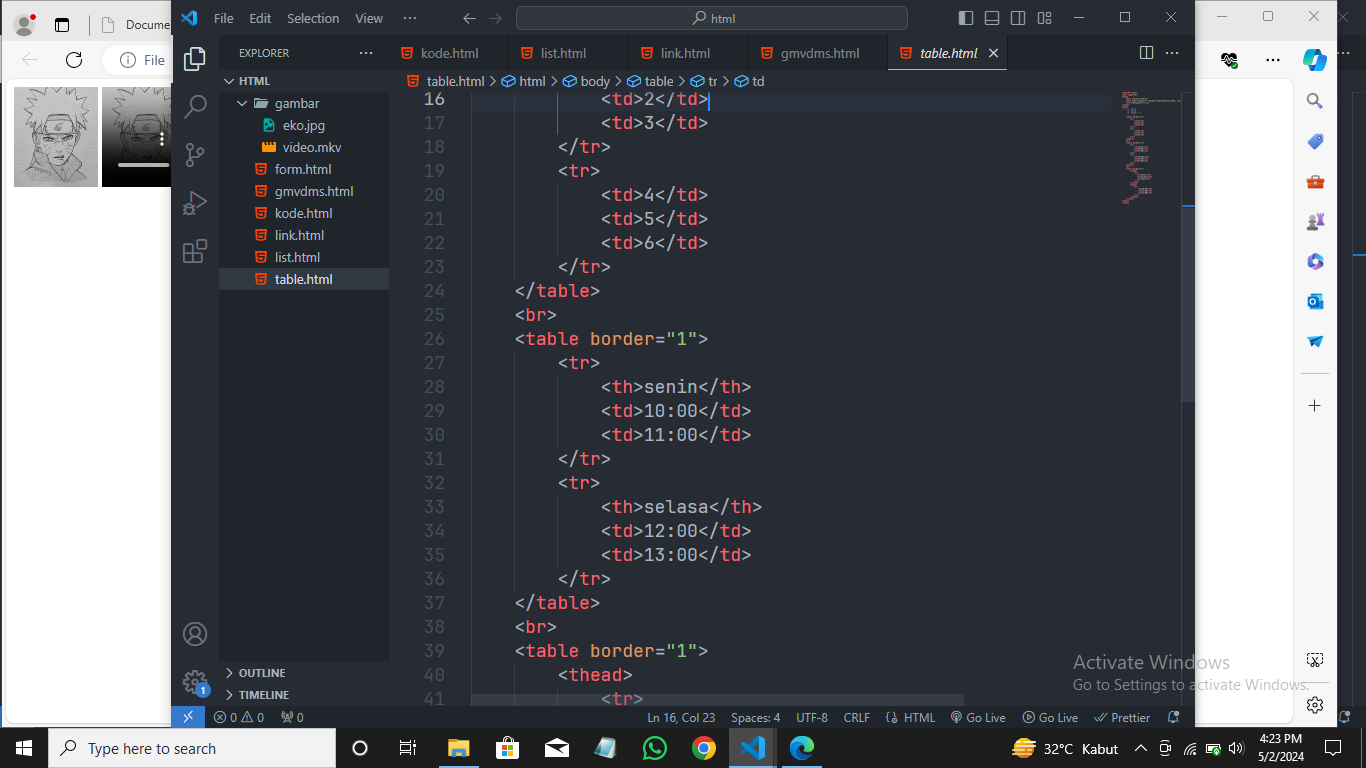 Docume
File
File Edit Selection View ···
html
EXPLORER
HTML
gambar
eko.jpg
video.mkv
form.html
gmvdms.html
kode.html
link.html
list.html
table.html
OUTLINE
TIMELINE
kode.html list.html link.html gmvdms.html table.html
table.html > html > body > table > tr > td
16 <td>2</td>
17 <td>3</td>
18 </tr>
19 <tr>
20 <td>4</td>
21 <td>5</td>
22 <td>6</td>
23 </tr>
24 </table>
25 <br>
26 <table border="1">
27 <tr>
28 <th>senin</th>
29 <td>10:00</td>
30 <td>11:00</td>
31 </tr>
32 <tr>
33 <th>selasa</th>
34 <td>12:00</td>
35 <td>13:00</td>
36 </tr>
37 </table>
38 <br>
39 <table border="1">
40 <thead>
41 <tr>
Activate Windows
Go to Settings to activate Windows.
1
0 0 0 Ln 16, Col 23 Spaces: 4 UTF-8 CRLF HTML Go Live Go Live Prettier
Type here to search
32°C Kabut
4:23 PM
5/2/2024